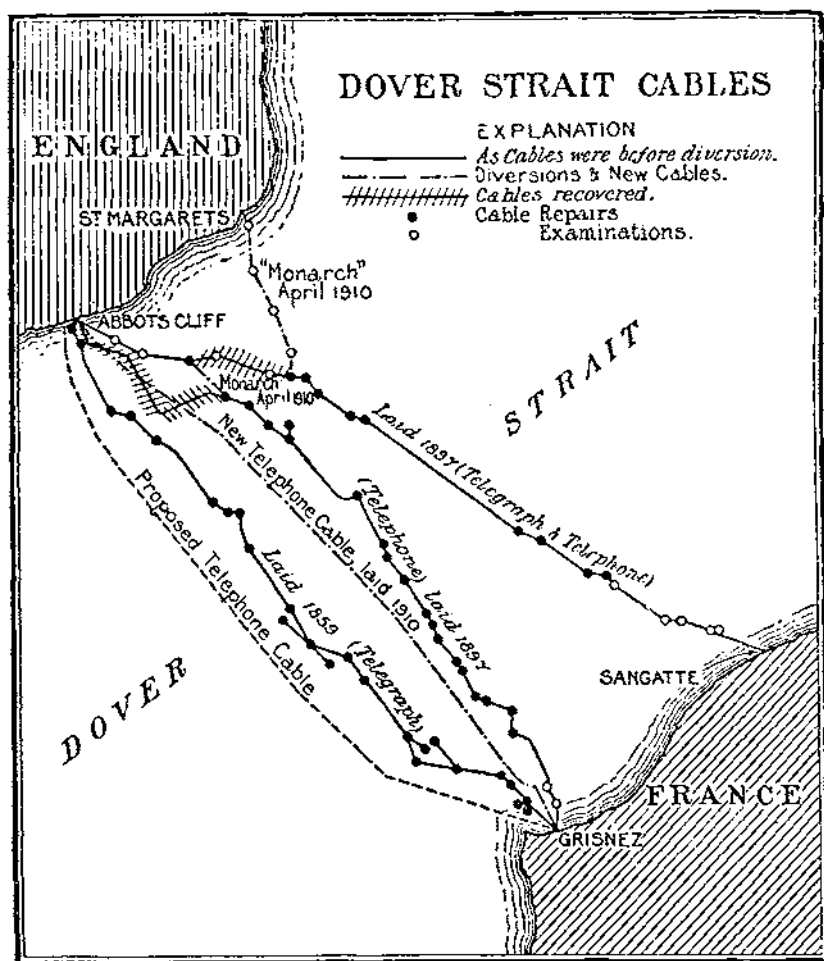 DOVER STRAIT CABLES
EXPLANATION
As Cables were before diversion.
Diversions & New Cables.
Cables recovered.
Cable Repairs
Examinations.
ENGLAND
ST MARGARETS
"Monarch"
April 1910
ABBOTS CLIFF
Monarch
April 1910
STRAIT
Laid 1897 (Telegraph & Telephone)
(Telephone) laid 1897
New Telephone Cable, laid 1910
Laid 1859 (Telegraph)
Proposed Telephone Cable
DOVER
SANGATTE
FRANCE
GRISNEZ